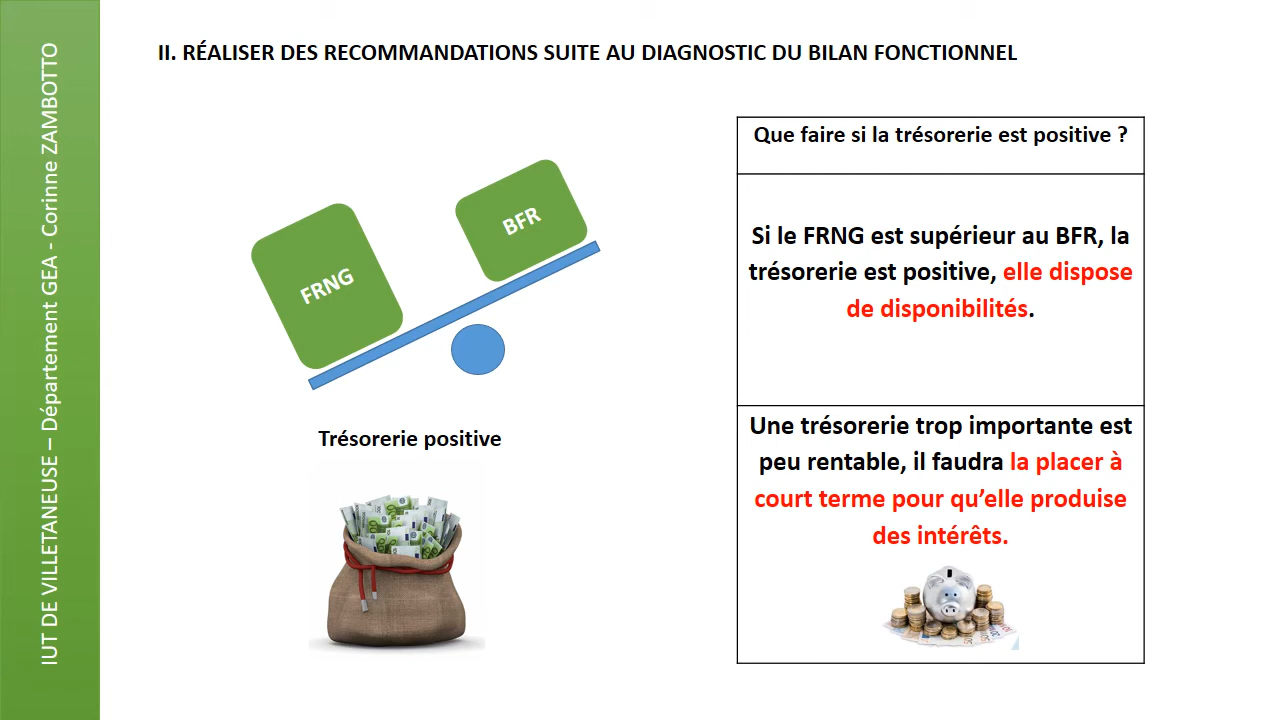 IUT DE VILLETANEUSE – Département GEA - Corinne ZAMBOTTO
II. RÉALISER DES RECOMMANDATIONS SUITE AU DIAGNOSTIC DU BILAN FONCTIONNEL
FRNG
BFR
Trésorerie positive
Que faire si la trésorerie est positive ?
Si le FRNG est supérieur au BFR, la
trésorerie est positive, elle dispose
de disponibilités.
Une trésorerie trop importante est
peu rentable, il faudra la placer à
court terme pour qu’elle produise
des intérêts.